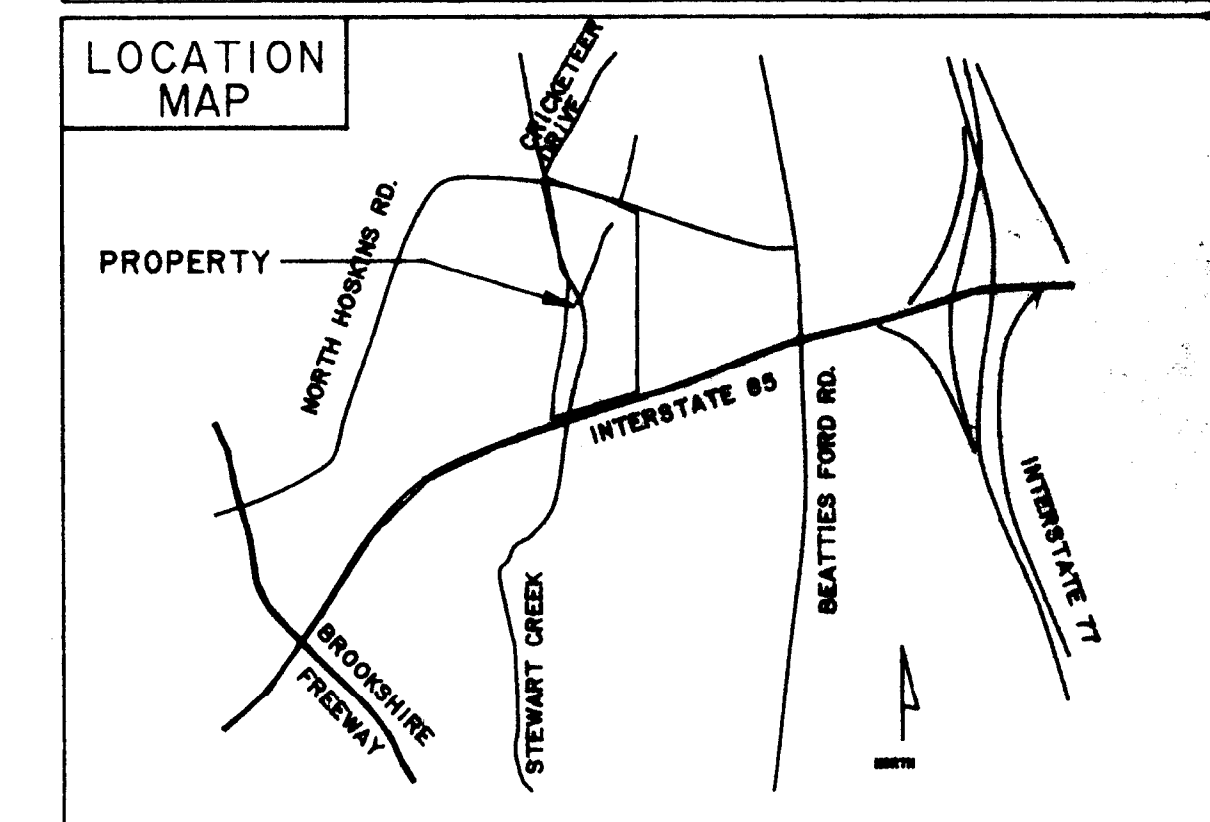 LOCATION
MAP
CRICKETEER
DRIVE
NORTH HOSKINS RD.
PROPERTY
INTERSTATE 85
BEATTIES FORD RD.
INTERSTATE 77
STEWART CREEK
BROOKSHIRE
FREEWAY
NORTH